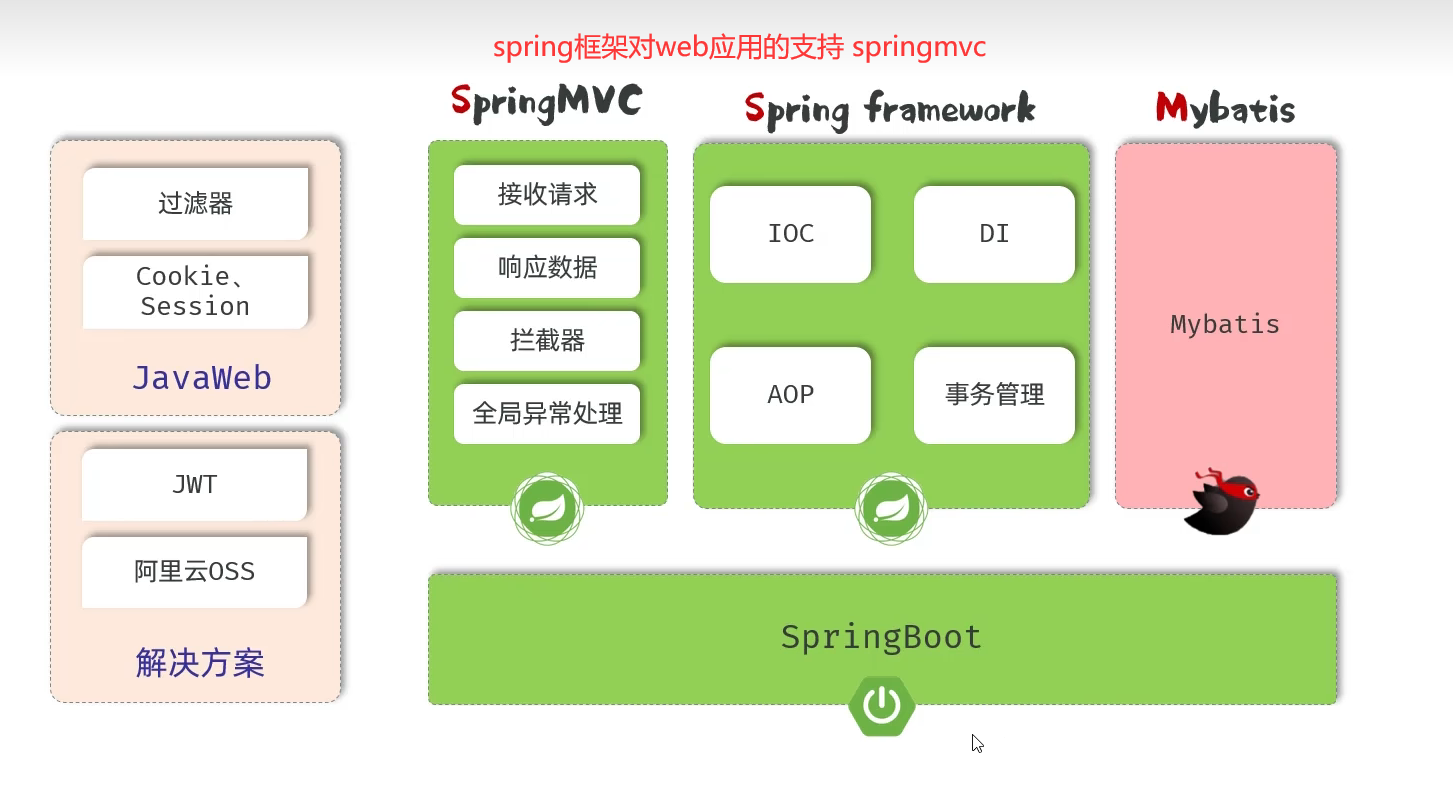 spring框架对web应用的支持 springmvc
SpringMVC
Spring framework
Mybatis
过滤器
Cookie、
Session
JavaWeb
JWT
阿里云OSS
解决方案
接收请求
响应数据
拦截器
全局异常处理
IOC
DI
AOP
事务管理
Mybatis
SpringBoot